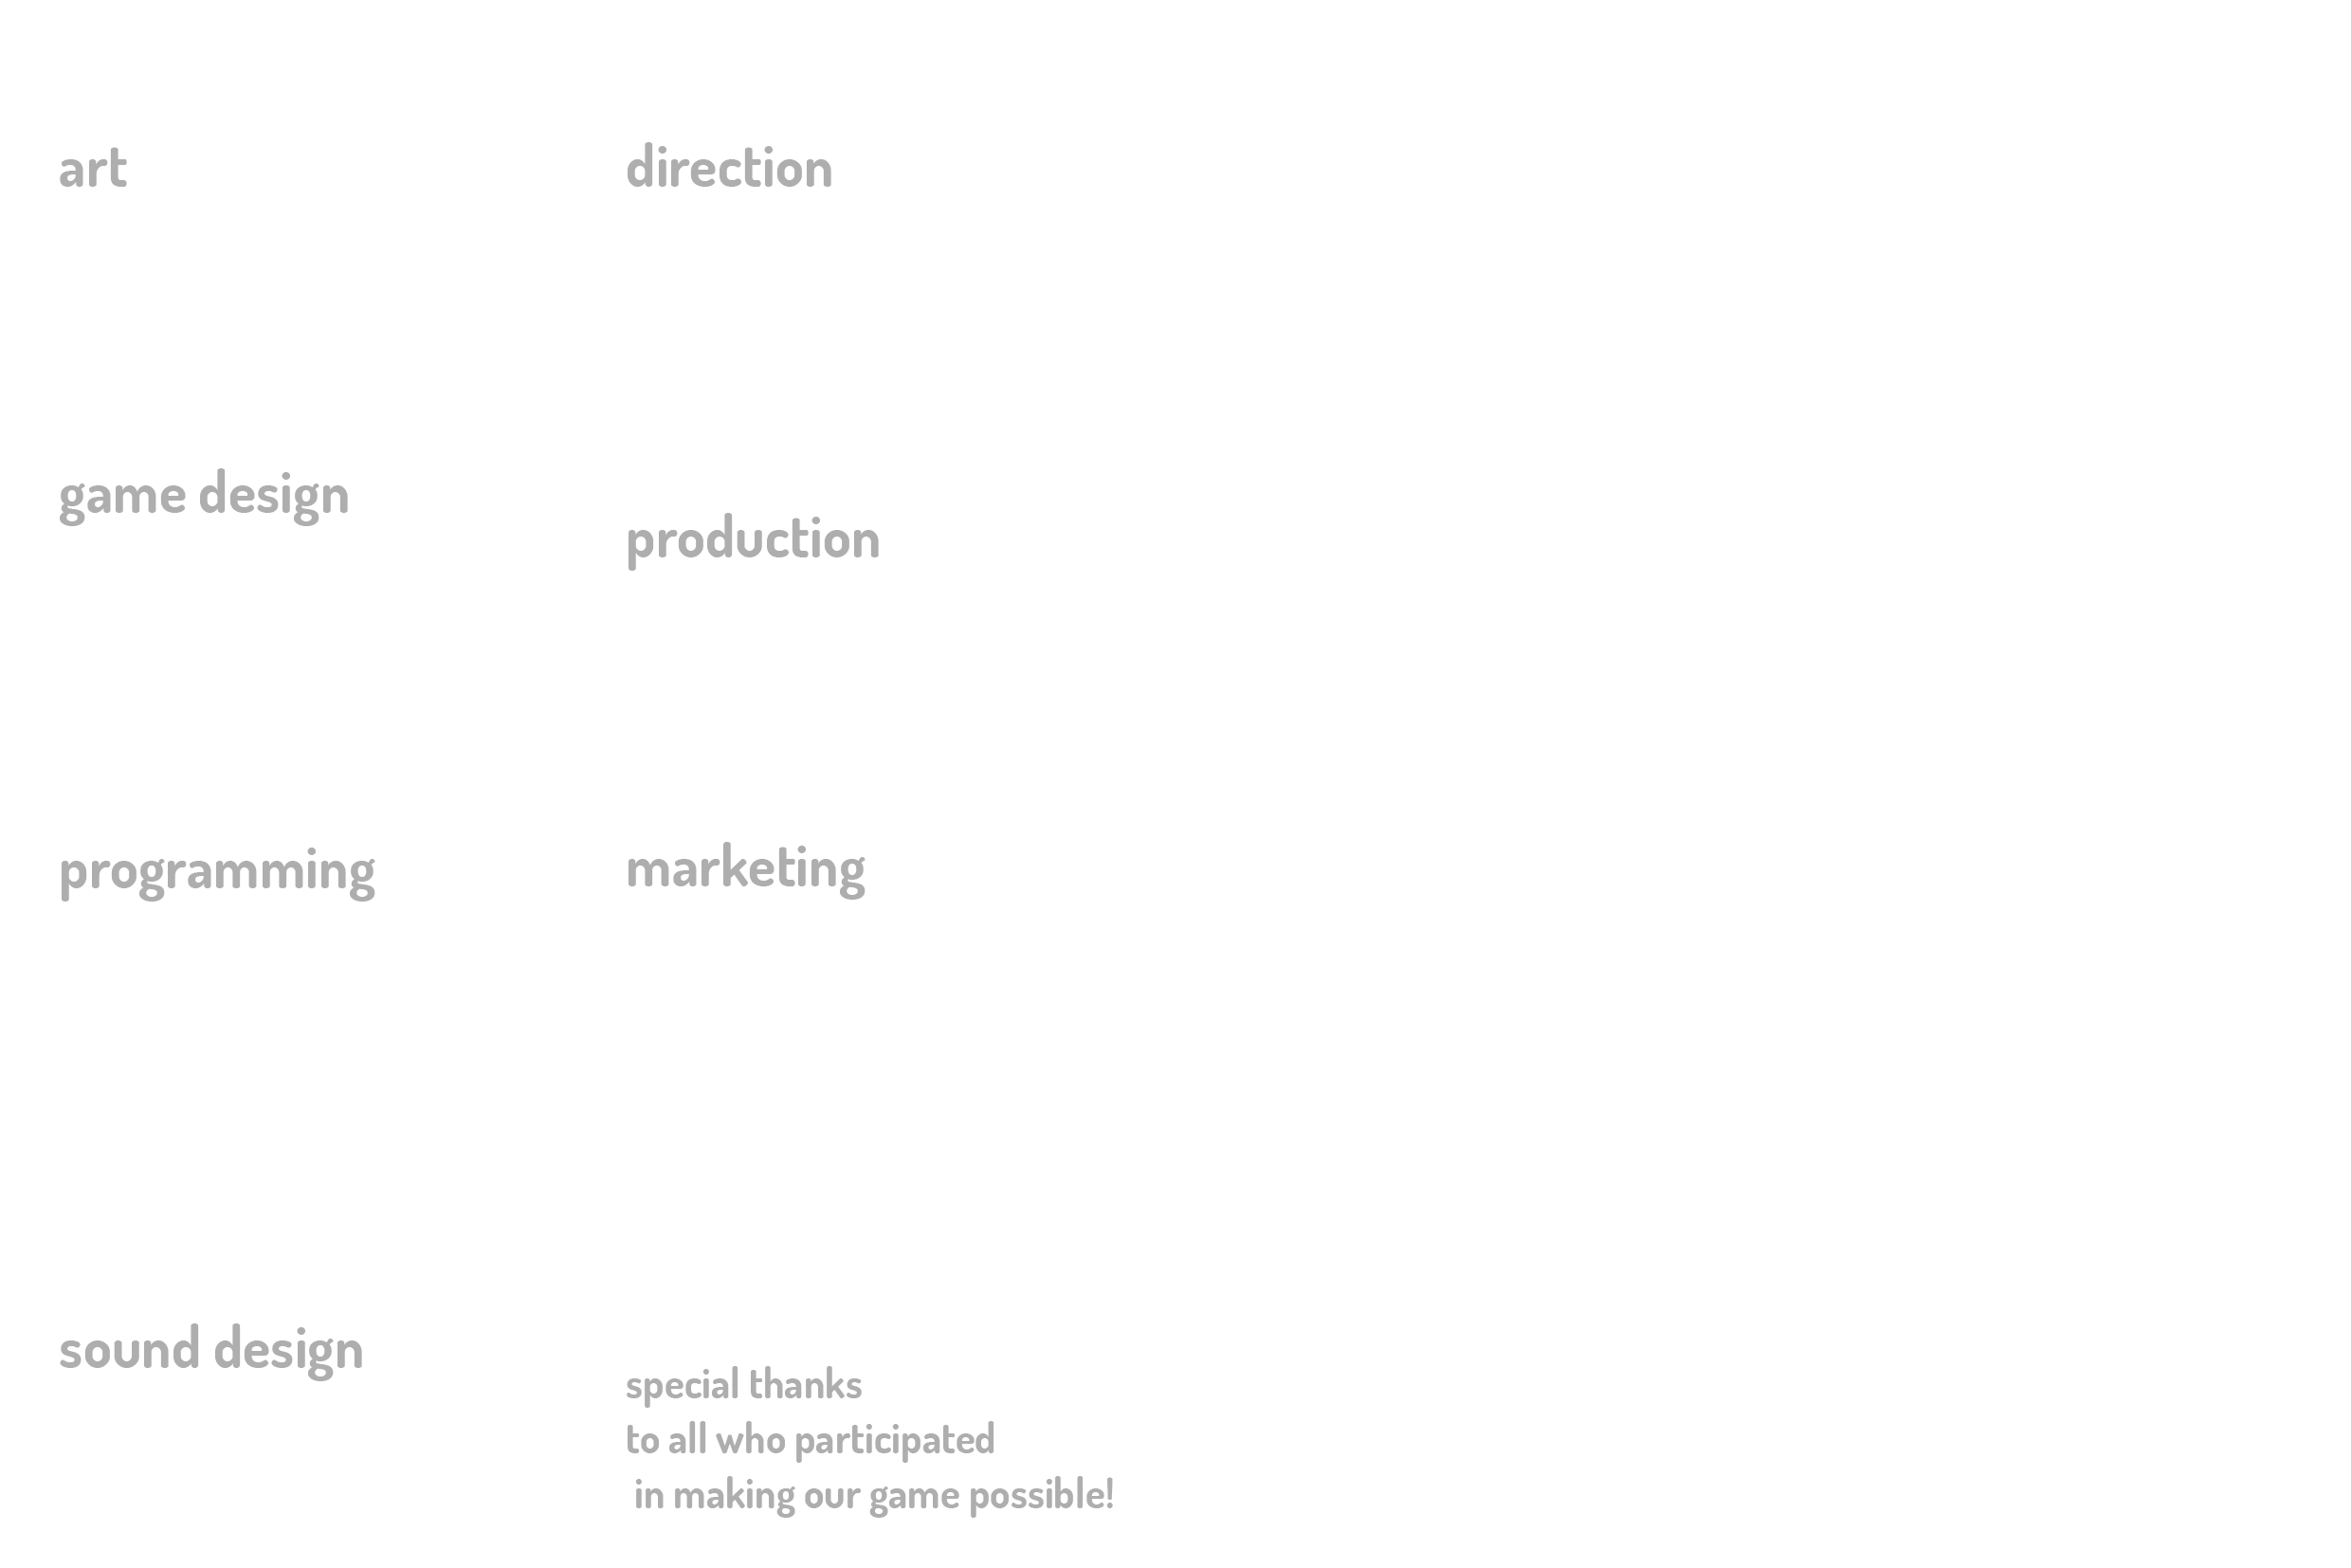 art
game design
programming
sound design
direction
production
marketing
special thanks
to all who participated
in making our game possible!